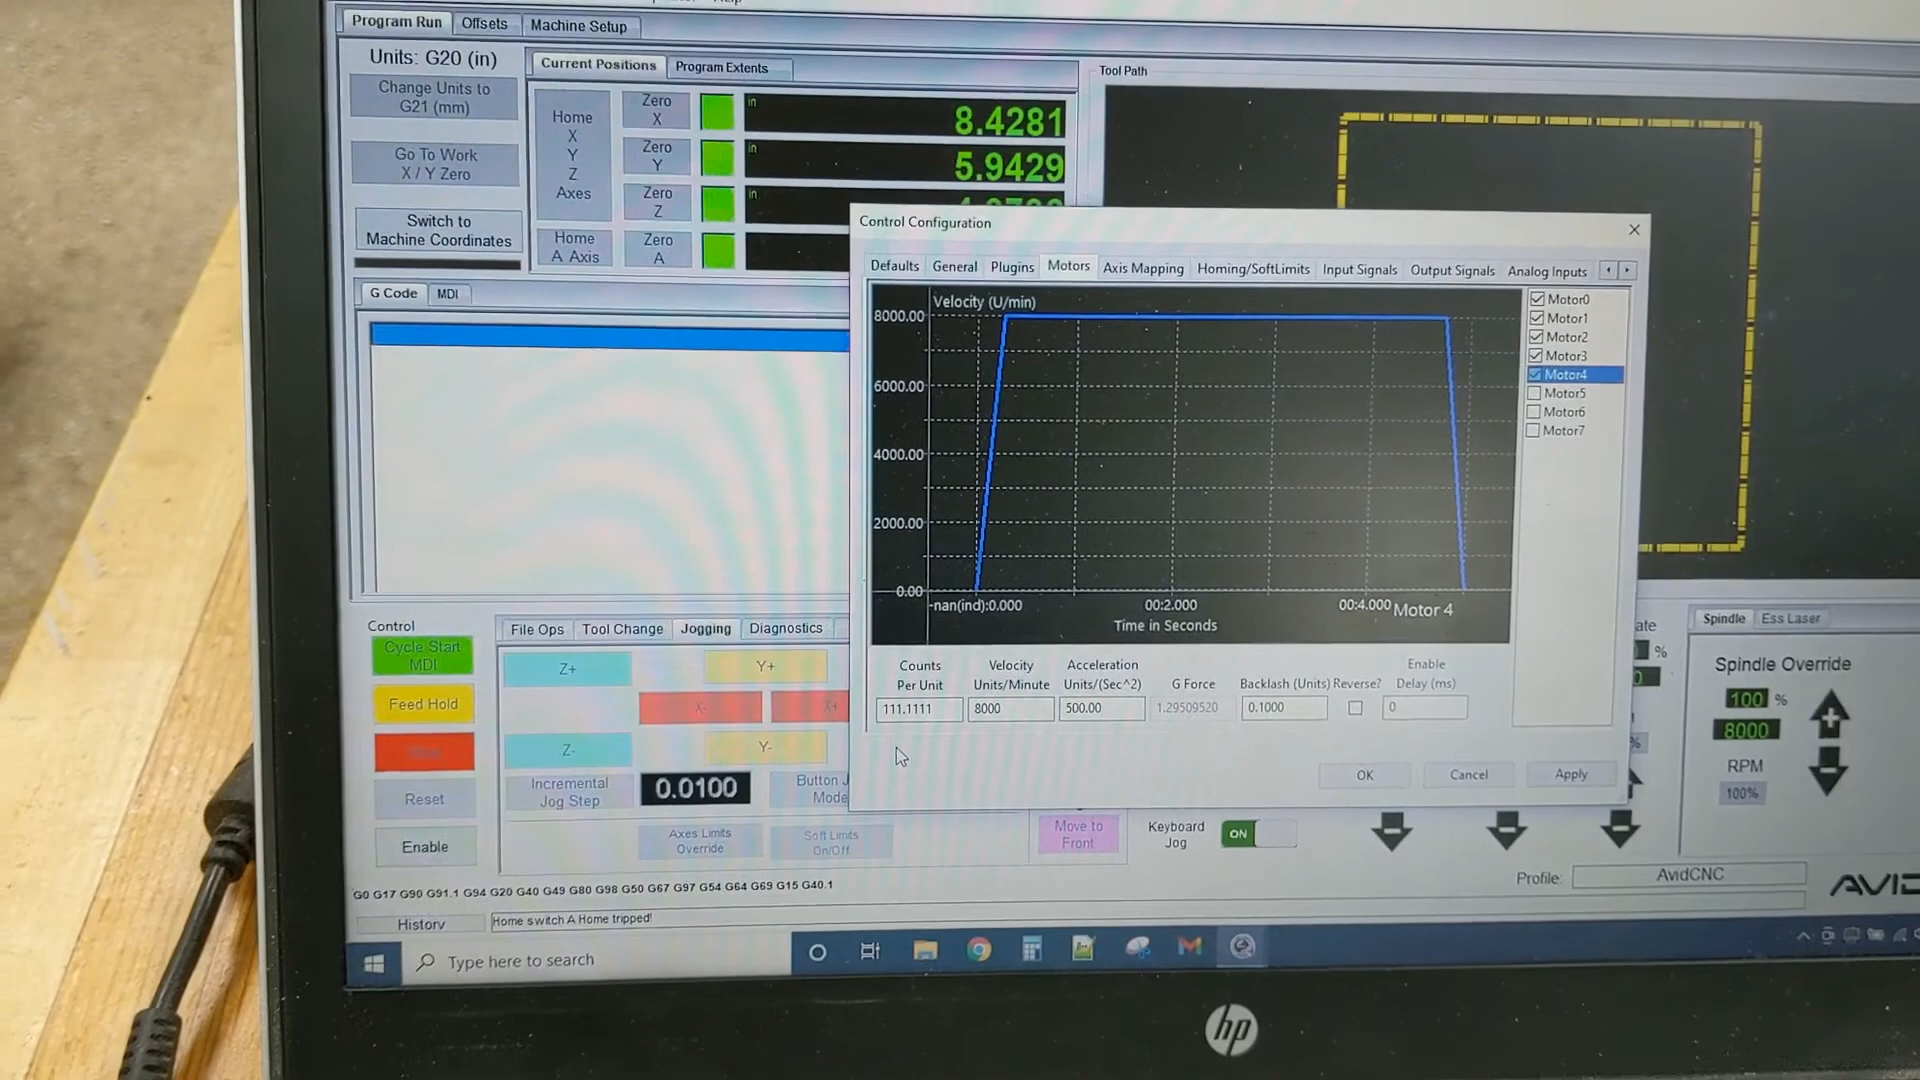 Help
Program Run
Offsets
Machine Setup
Units: G20 (in)
Change Units to
G21 (mm)
Go To Work
X / Y Zero
Switch to
Machine Coordinates
Current Positions
Program Extents
Home
X
Y
Z
Axes
Home
A Axis
Zero
X
Zero
Y
Zero
Z
Zero
A
in
8.4281
in
5.9429
in
Tool Path
G Code
MDI
Control Configuration
Defaults
General
Plugins
Motors
Axis Mapping
Homing/SoftLimits
Input Signals
Output Signals
Analog Inputs
Velocity (U/min)
8000.00
6000.00
4000.00
2000.00
0.00
-nan(ind):0.000
00:2.000
00:4.000
Motor 4
Time in Seconds
Motor0
Motor1
Motor2
Motor3
Motor4
Motor5
Motor6
Motor7
Counts
Per Unit
111.1111
Velocity
Units/Minute
8000
Acceleration
Units/(Sec^2)
500.00
G Force
1.29509520
Backlash (Units)
0.1000
Reverse?
Enable
Delay (ms)
0
OK
Cancel
Apply
Control
Cycle Start
MDI
Feed Hold
Reset
Enable
File Ops
Tool Change
Jogging
Diagnostics
Z+
Y+
X-
X+
Z-
Y-
Incremental
Jog Step
0.0100
Button J
Mode
Axes Limits
Override
Soft Limits
On/Off
Move to
Front
Keyboard
Jog
ON
ate
%
%
Spindle
Ess Laser
Spindle Override
100 %
8000
RPM
100%
Profile:
AvidCNC
AVID
G0 G17 G90 G91.1 G94 G20 G40 G49 G80 G98 G50 G67 G97 G54 G64 G69 G15 G40.1
History
Home switch A Home tripped!
Type here to search
hp